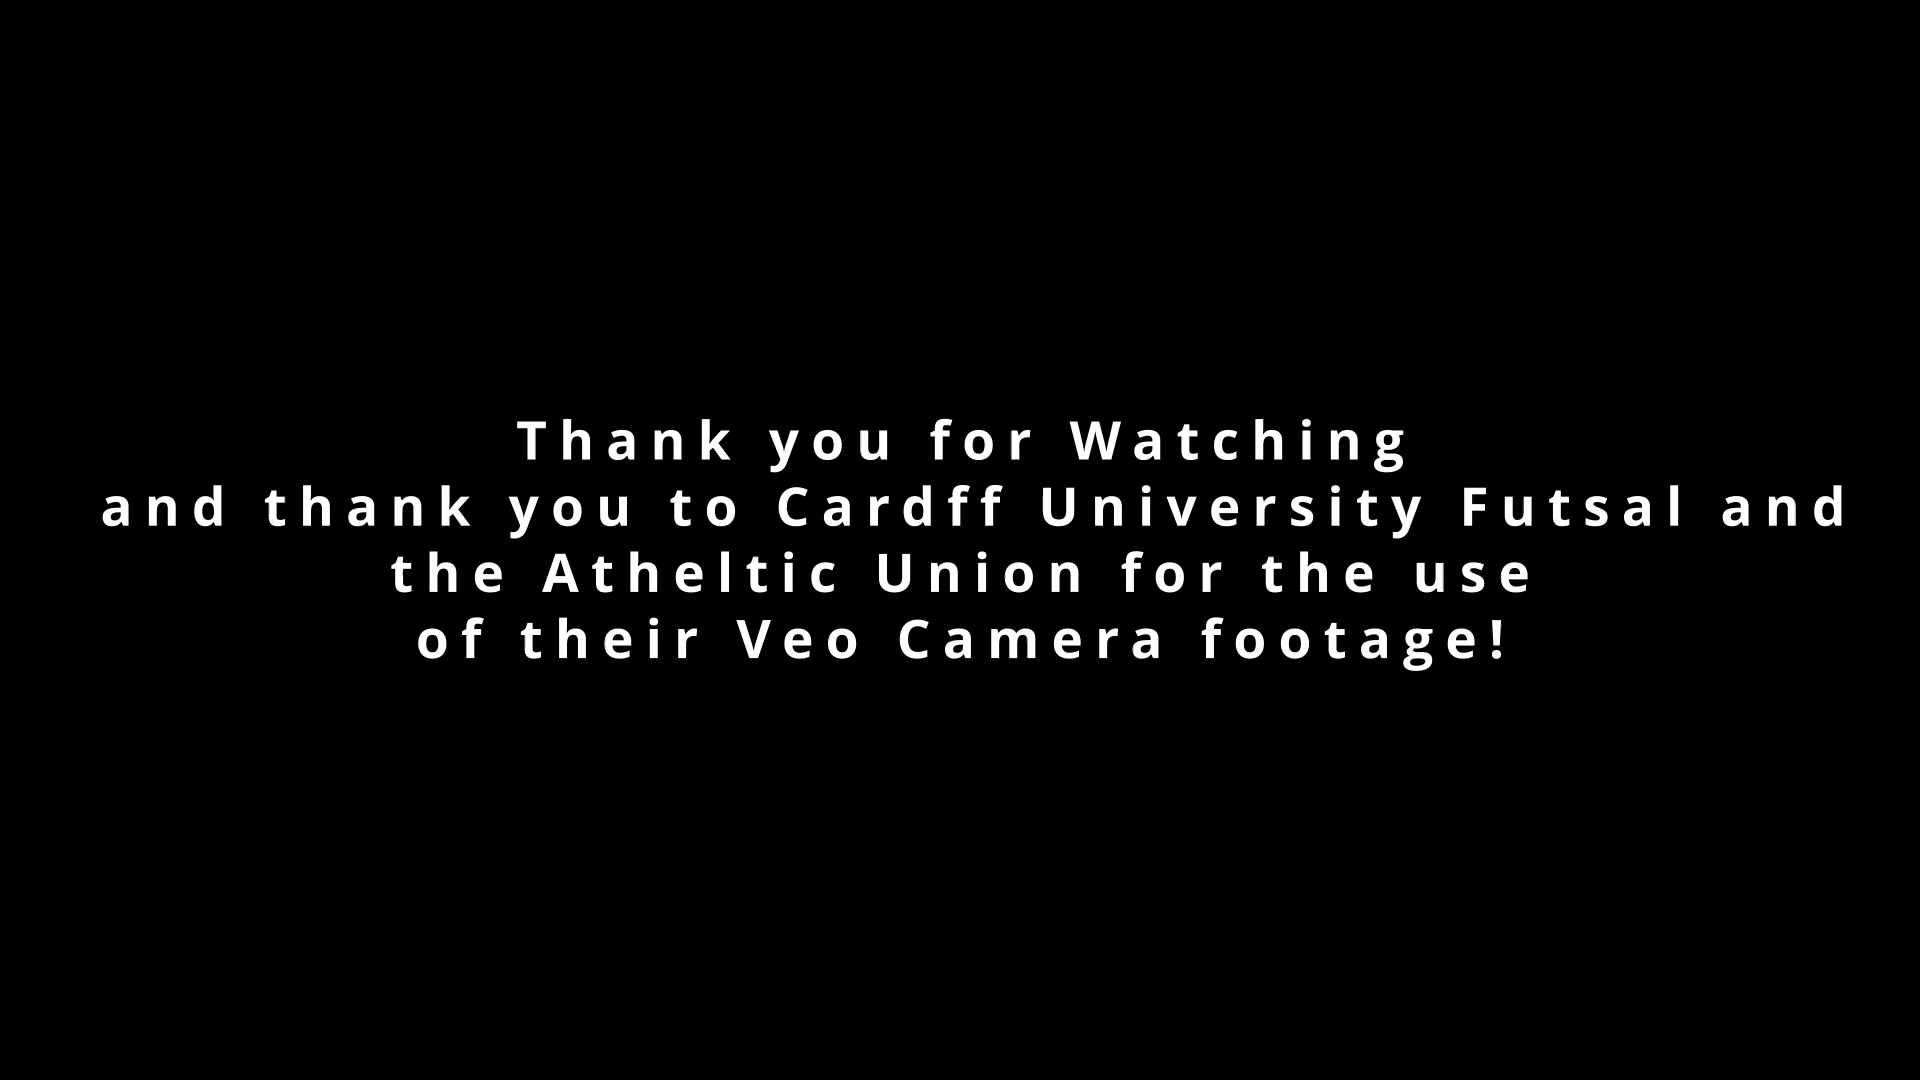 Thank you for Watching
and thank you to Cardff University Futsal and
the Atheltic Union for the use
of their Veo Camera footage!